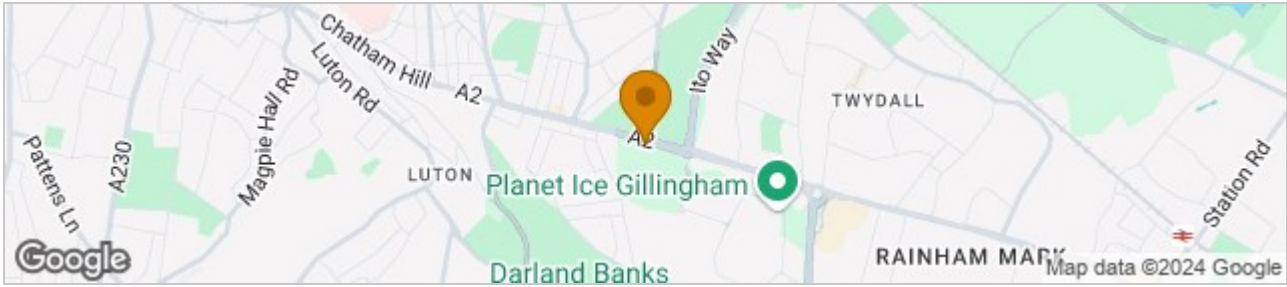 Chatham Hill
A2
Luton Rd
Magpie Hall Rd
Pattens Ln
A230
LUTON
A2
Ito Way
TWYDALL
Planet Ice Gillingham
Station Rd
RAINHAM MARK
Darland Banks
Google
Map data ©2024 Google